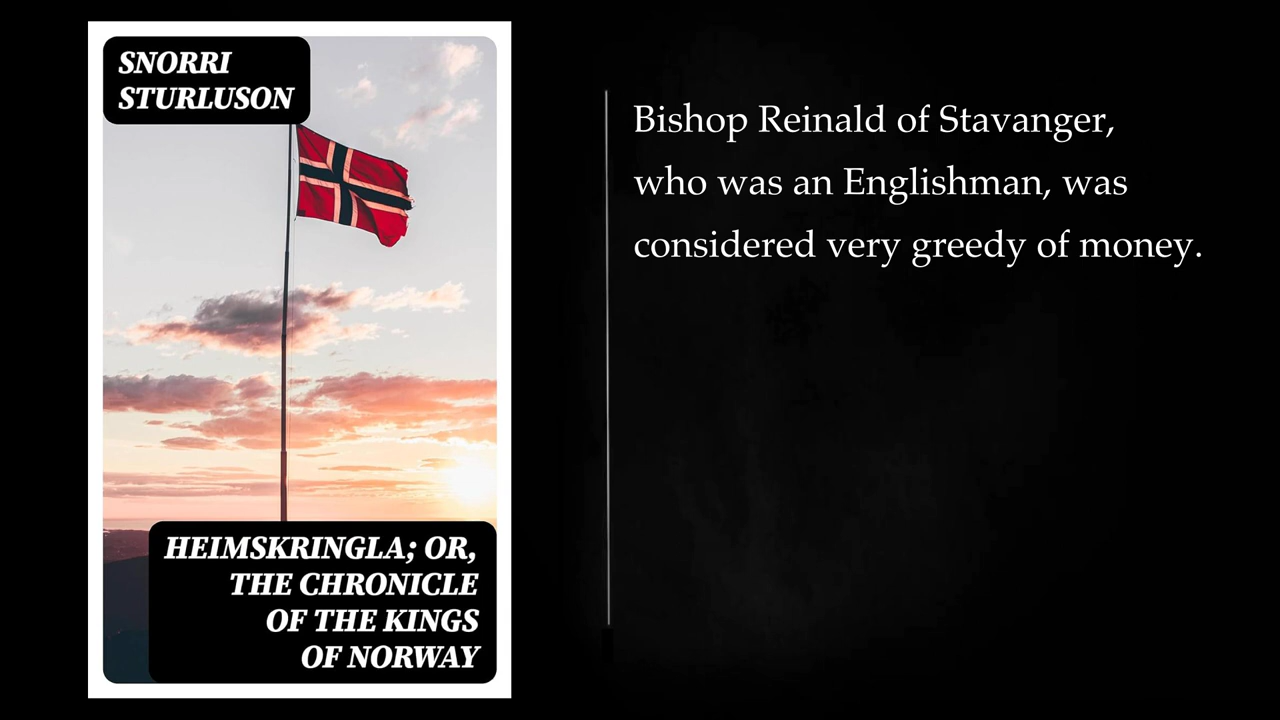 SNORRI
STURLUSON
HEIMSKRINGLA; OR,
THE CHRONICLE
OF THE KINGS
OF NORWAY
Bishop Reinald of Stavanger,
who was an Englishman, was
considered very greedy of money.